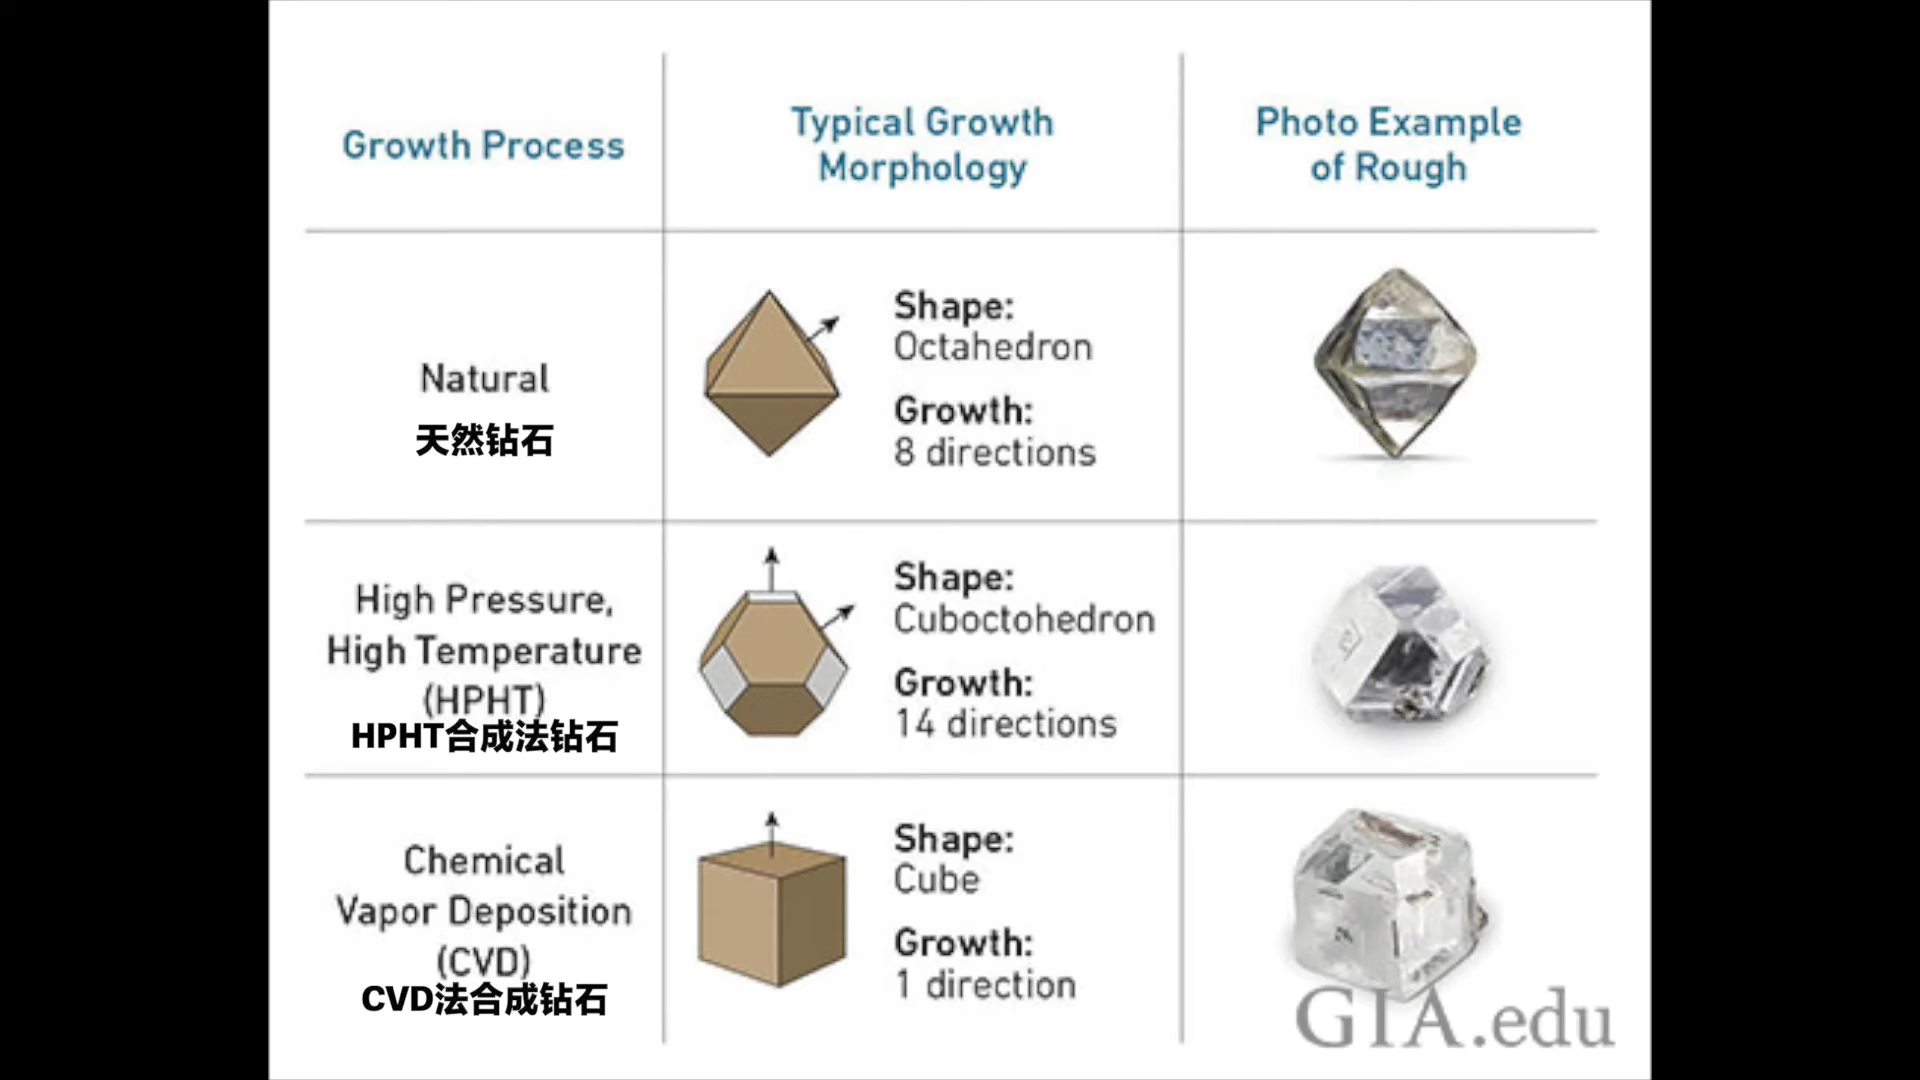 Growth Process
Typical Growth
Morphology
Photo Example
of Rough
Natural
天然钻石
Shape:
Octahedron
Growth:
8 directions
High Pressure,
High Temperature
(HPHT)
HPHT合成法钻石
Shape:
Cuboctohedron
Growth:
14 directions
Chemical
Vapor Deposition
(CVD)
CVD法合成钻石
Shape:
Cube
Growth:
1 direction
GIA.edu